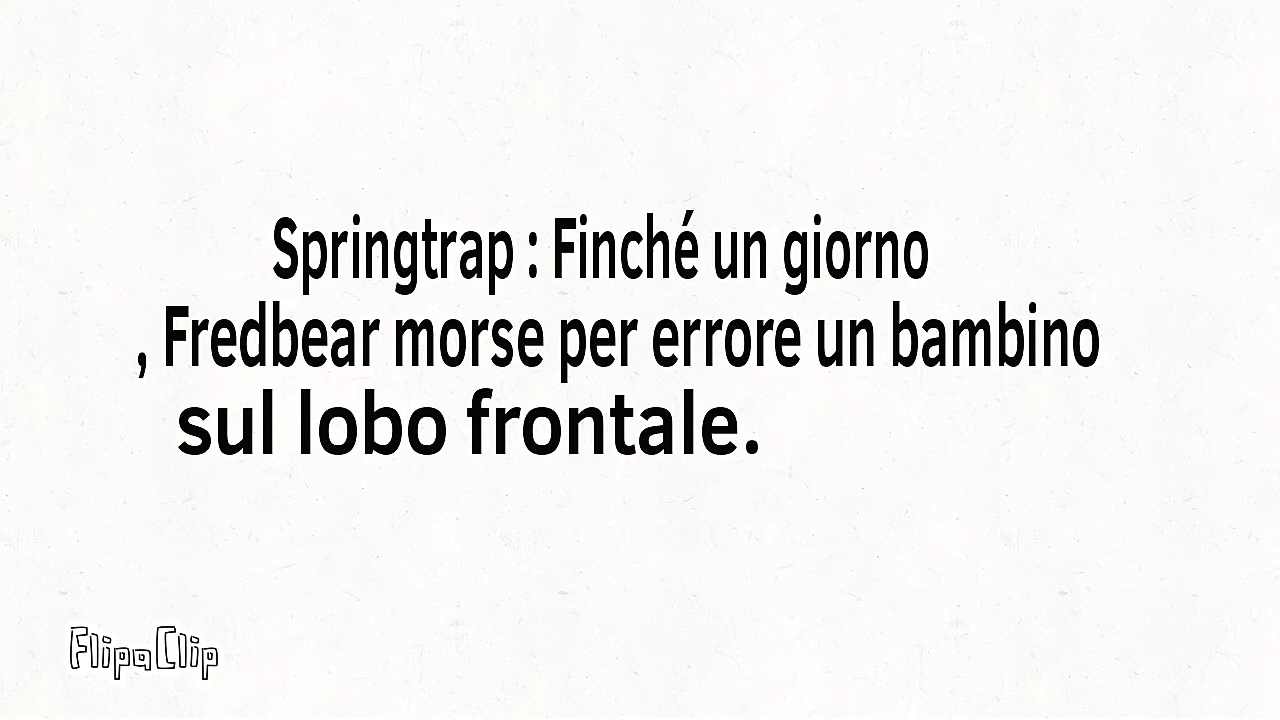 Springtrap : Finché un giorno
, Fredbear morse per errore un bambino
sul lobo frontale.
FlipaClip